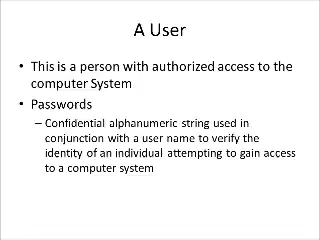 A User
• This is a person with authorized access to the
computer System
• Passwords
– Confidential alphanumeric string used in
conjunction with a user name to verify the
identity of an individual attempting to gain access
to a computer system